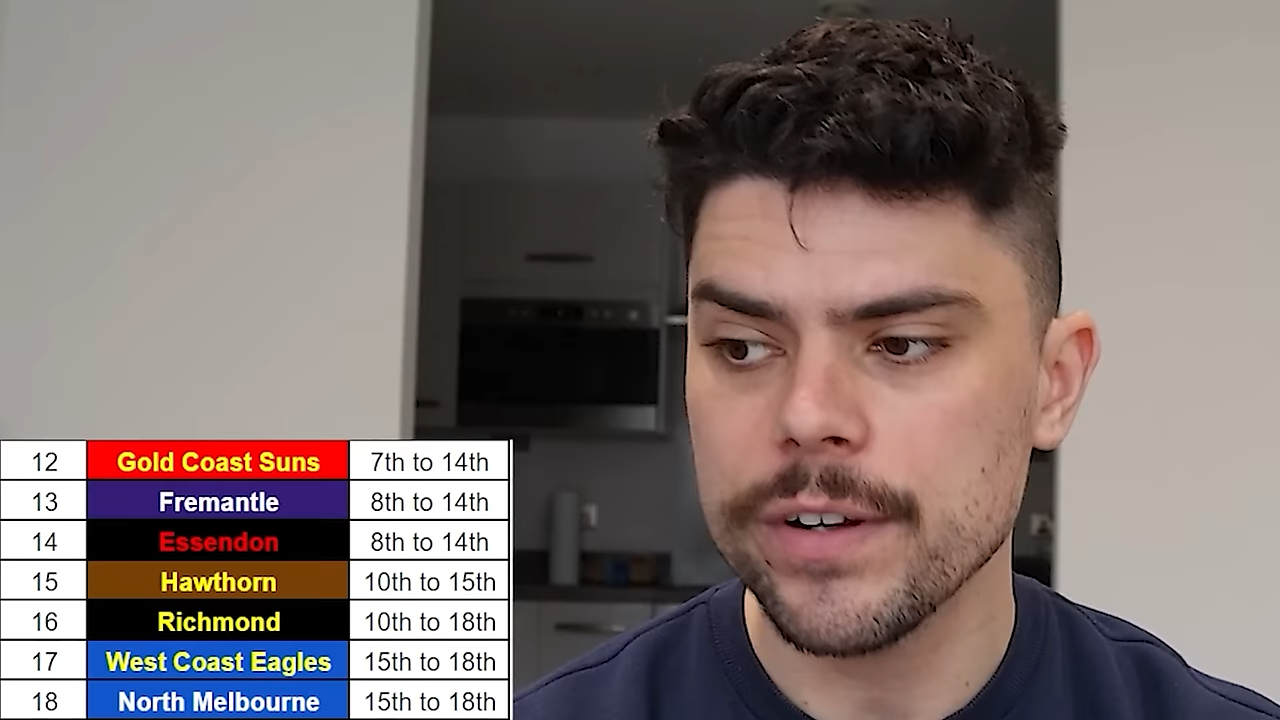 12 Gold Coast Suns 7th to 14th
13 Fremantle 8th to 14th
14 Essendon 8th to 14th
15 Hawthorn 10th to 15th
16 Richmond 10th to 18th
17 West Coast Eagles 15th to 18th
18 North Melbourne 15th to 18th